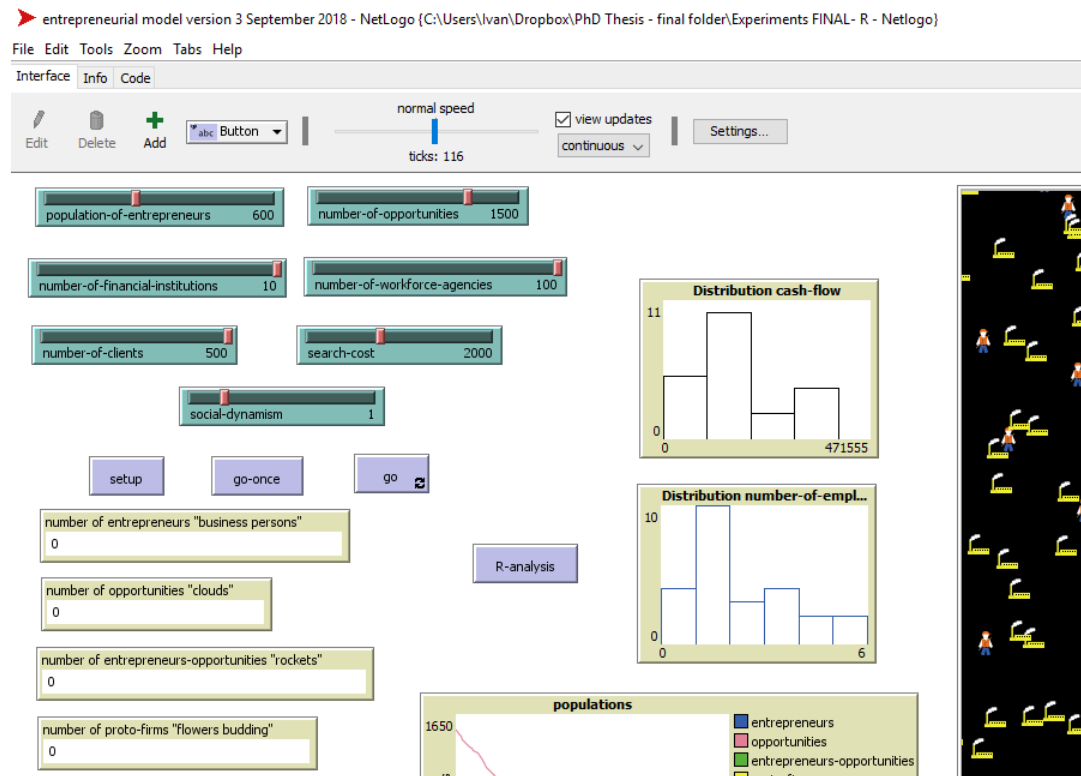 entrepreneurial model version 3 September 2018 - NetLogo {C:\Users\Ivan\Dropbox\PhD Thesis - final folder\Experiments FINAL- R - Netlogo}
File Edit Tools Zoom Tabs Help
Interface Info Code
normal speed
view updates
Edit Delete Add abc Button
continuous
Settings...
ticks: 116
population-of-entrepreneurs 600
number-of-opportunities 1500
number-of-financial-institutions 10
number-of-workforce-agencies 100
number-of-clients 500
search-cost 2000
social-dynamism 1
setup
go-once
go
Distribution cash-flow
11
0
0 471555
number of entrepreneurs "business persons"
0
R-analysis
number of opportunities "clouds"
0
number of entrepreneurs-opportunities "rockets"
0
number of proto-firms "flowers budding"
0
Distribution number-of-empl...
10
0
0 6
populations
1650
entrepreneurs
opportunities
entrepreneurs-opportunities